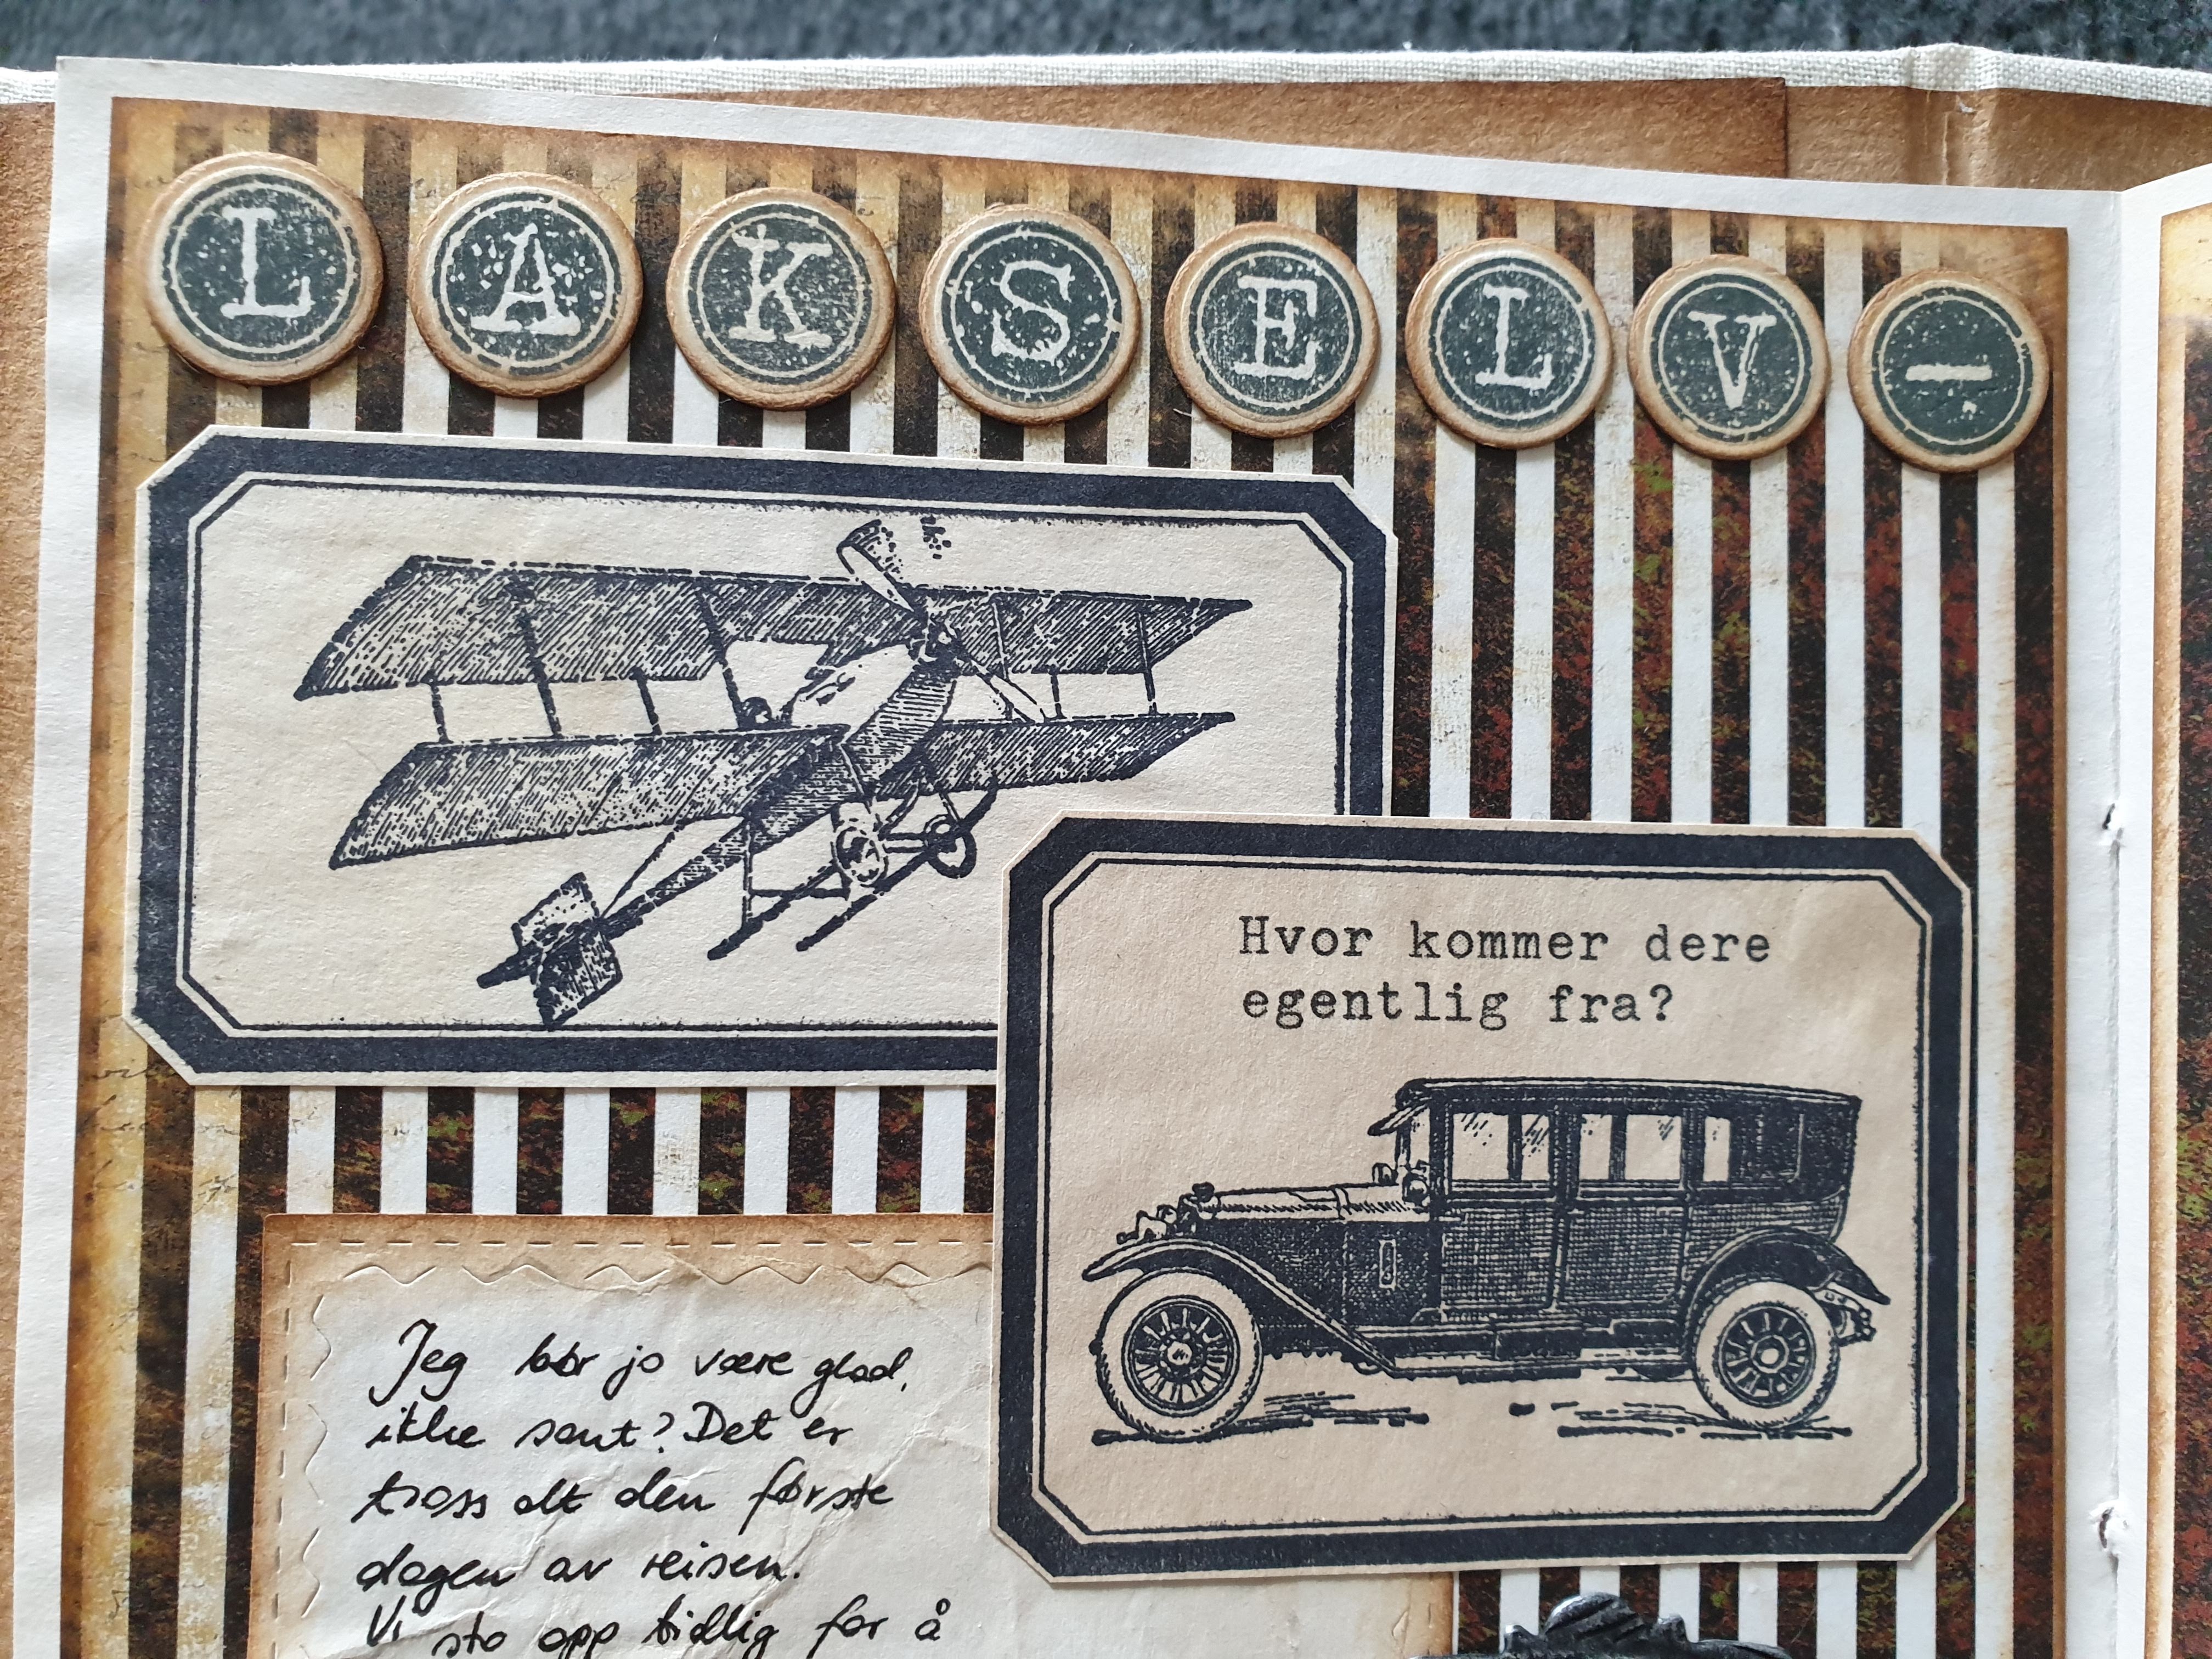 LAKSELV-
Hvor kommer dere
egentlig fra?
Jeg bør jo være glad,
ikke sant? Det er
tross alt den første
dagen av reisen.
Vi sto opp tidlig for å